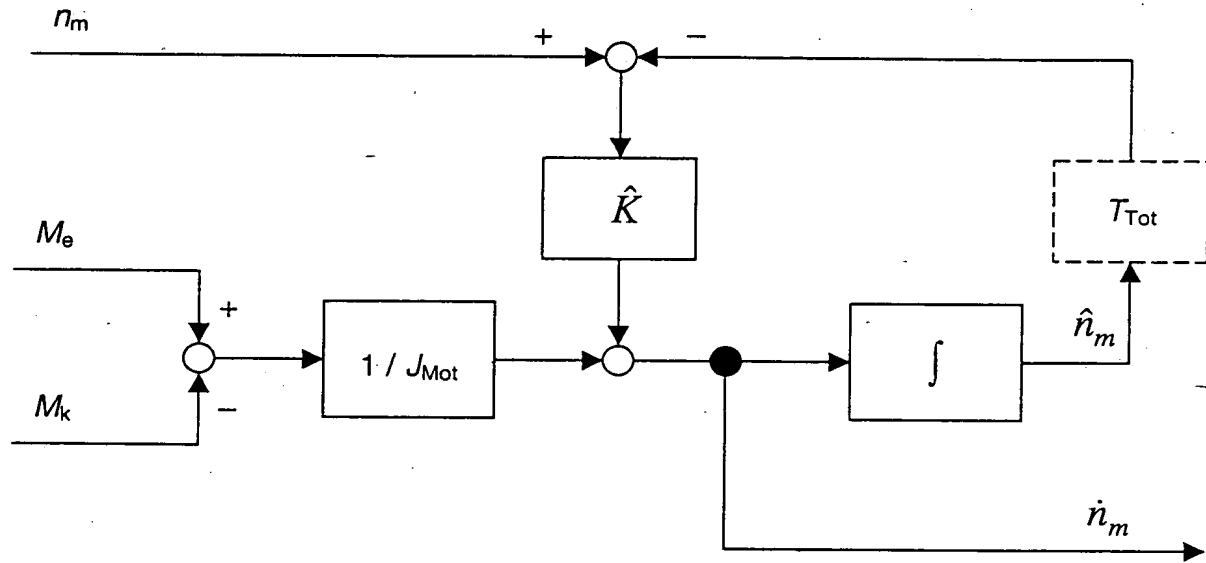 n_m
+ −
K̂
T_Tot
M_e
+
1 / J_Mot
∫
n̂_m
M_k
−
ṅ_m